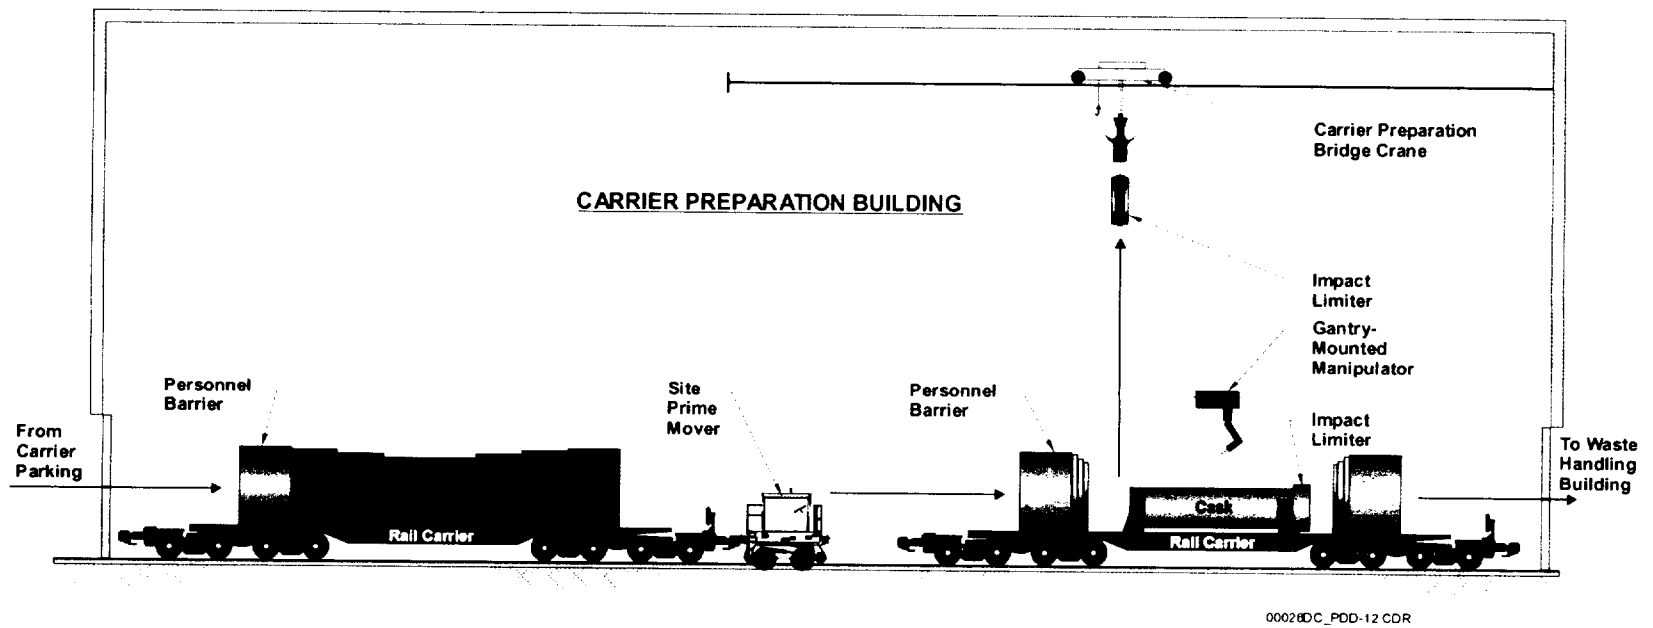 Carrier Preparation
Bridge Crane
CARRIER PREPARATION BUILDING
Impact
Limiter
Gantry-
Mounted
Manipulator
Personnel
Barrier
Site
Prime
Mover
Personnel
Barrier
Impact
Limiter
From
Carrier
Parking
To Waste
Handling
Building
Cask
Rail Carrier
Rail Carrier
00026DC_PDD-12 CDR